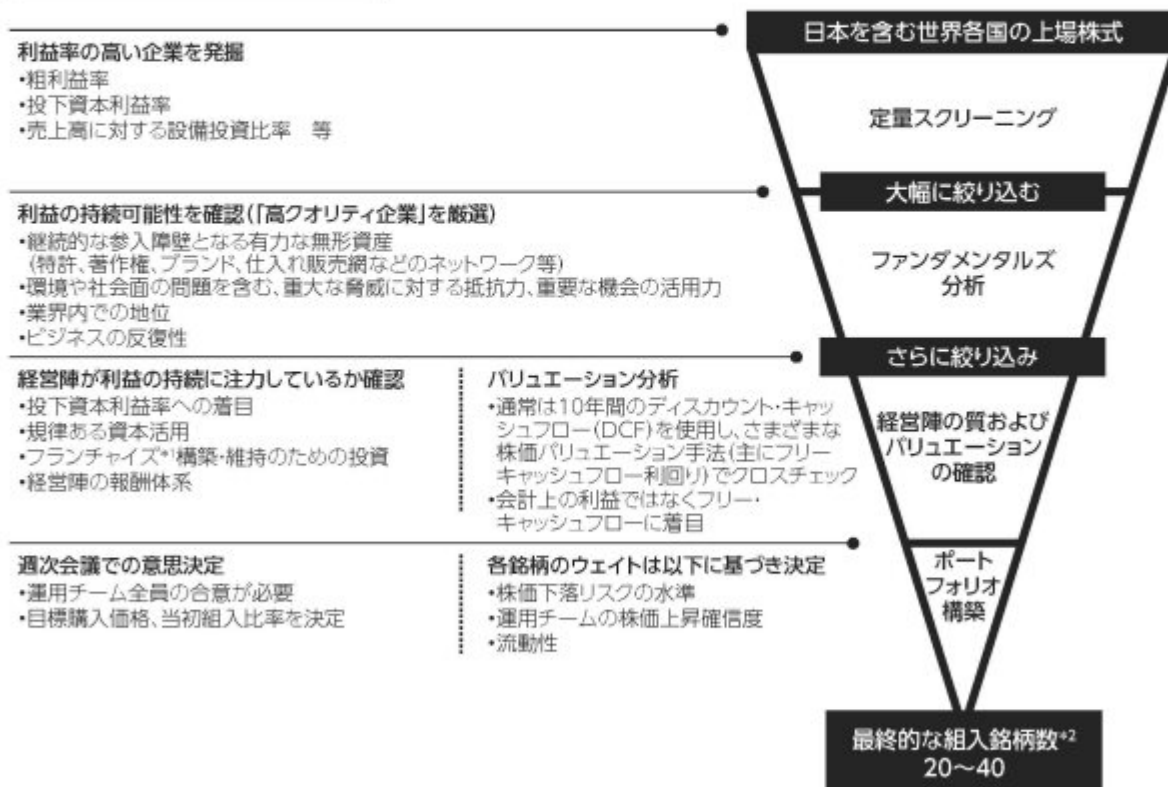 日本を含む世界各国の上場株式
利益率の高い企業を発掘
・粗利益率
・投下資本利益率
・売上高に対する設備投資比率　等
定量スクリーニング
大幅に絞り込む
利益の持続可能性を確認(「高クオリティ企業」を厳選)
・継続的な参入障壁となる有力な無形資産
(特許、著作権、ブランド、仕入れ販売網などのネットワーク等)
・環境や社会面の問題を含む、重大な脅威に対する抵抗力、重要な機会の活用力
・業界内での地位
・ビジネスの反復性
ファンダメンタルズ
分析
さらに絞り込み
経営陣が利益の持続に注力しているか確認
・投下資本利益率への着目
・規律ある資本活用
・フランチャイズ*1構築・維持のための投資
・経営陣の報酬体系
バリュエーション分析
・通常は10年間のディスカウント・キャッ
シュフロー(DCF)を使用し、さまざまな
株価バリュエーション手法(主にフリー
キャッシュフロー利回り)でクロスチェック
・会計上の利益ではなくフリー・
キャッシュフローに着目
経営陣の質および
バリュエーション
の確認
週次会議での意思決定
・運用チーム全員の合意が必要
・目標購入価格、当初組入比率を決定
各銘柄のウェイトは以下に基づき決定
・株価下落リスクの水準
・運用チームの株価上昇確信度
・流動性
ポート
フォリオ
構築
最終的な組入銘柄数*2
20～40